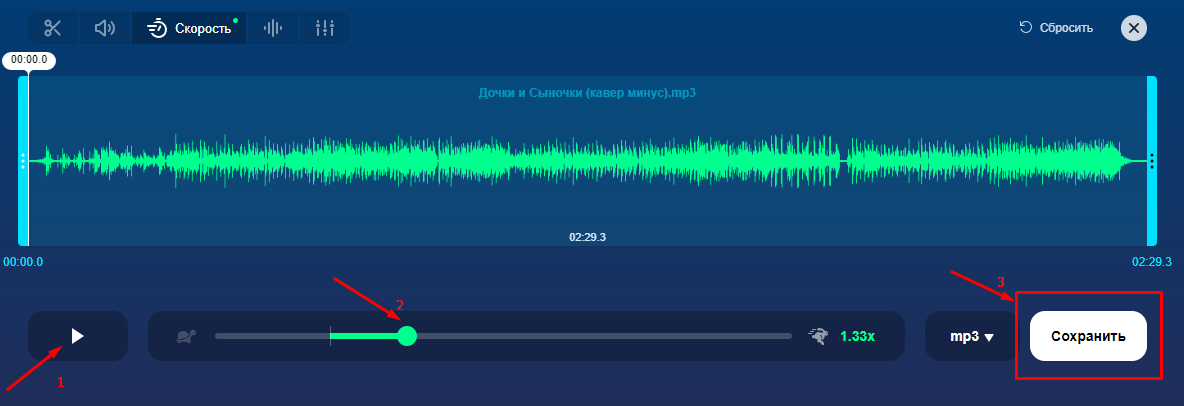 Скорость
Сбросить
00:00.0
Дочки и Сыночки (кавер минус).mp3
02:29.3
00:00.0
02:29.3
3
2
1.33x
mp3
Сохранить
1